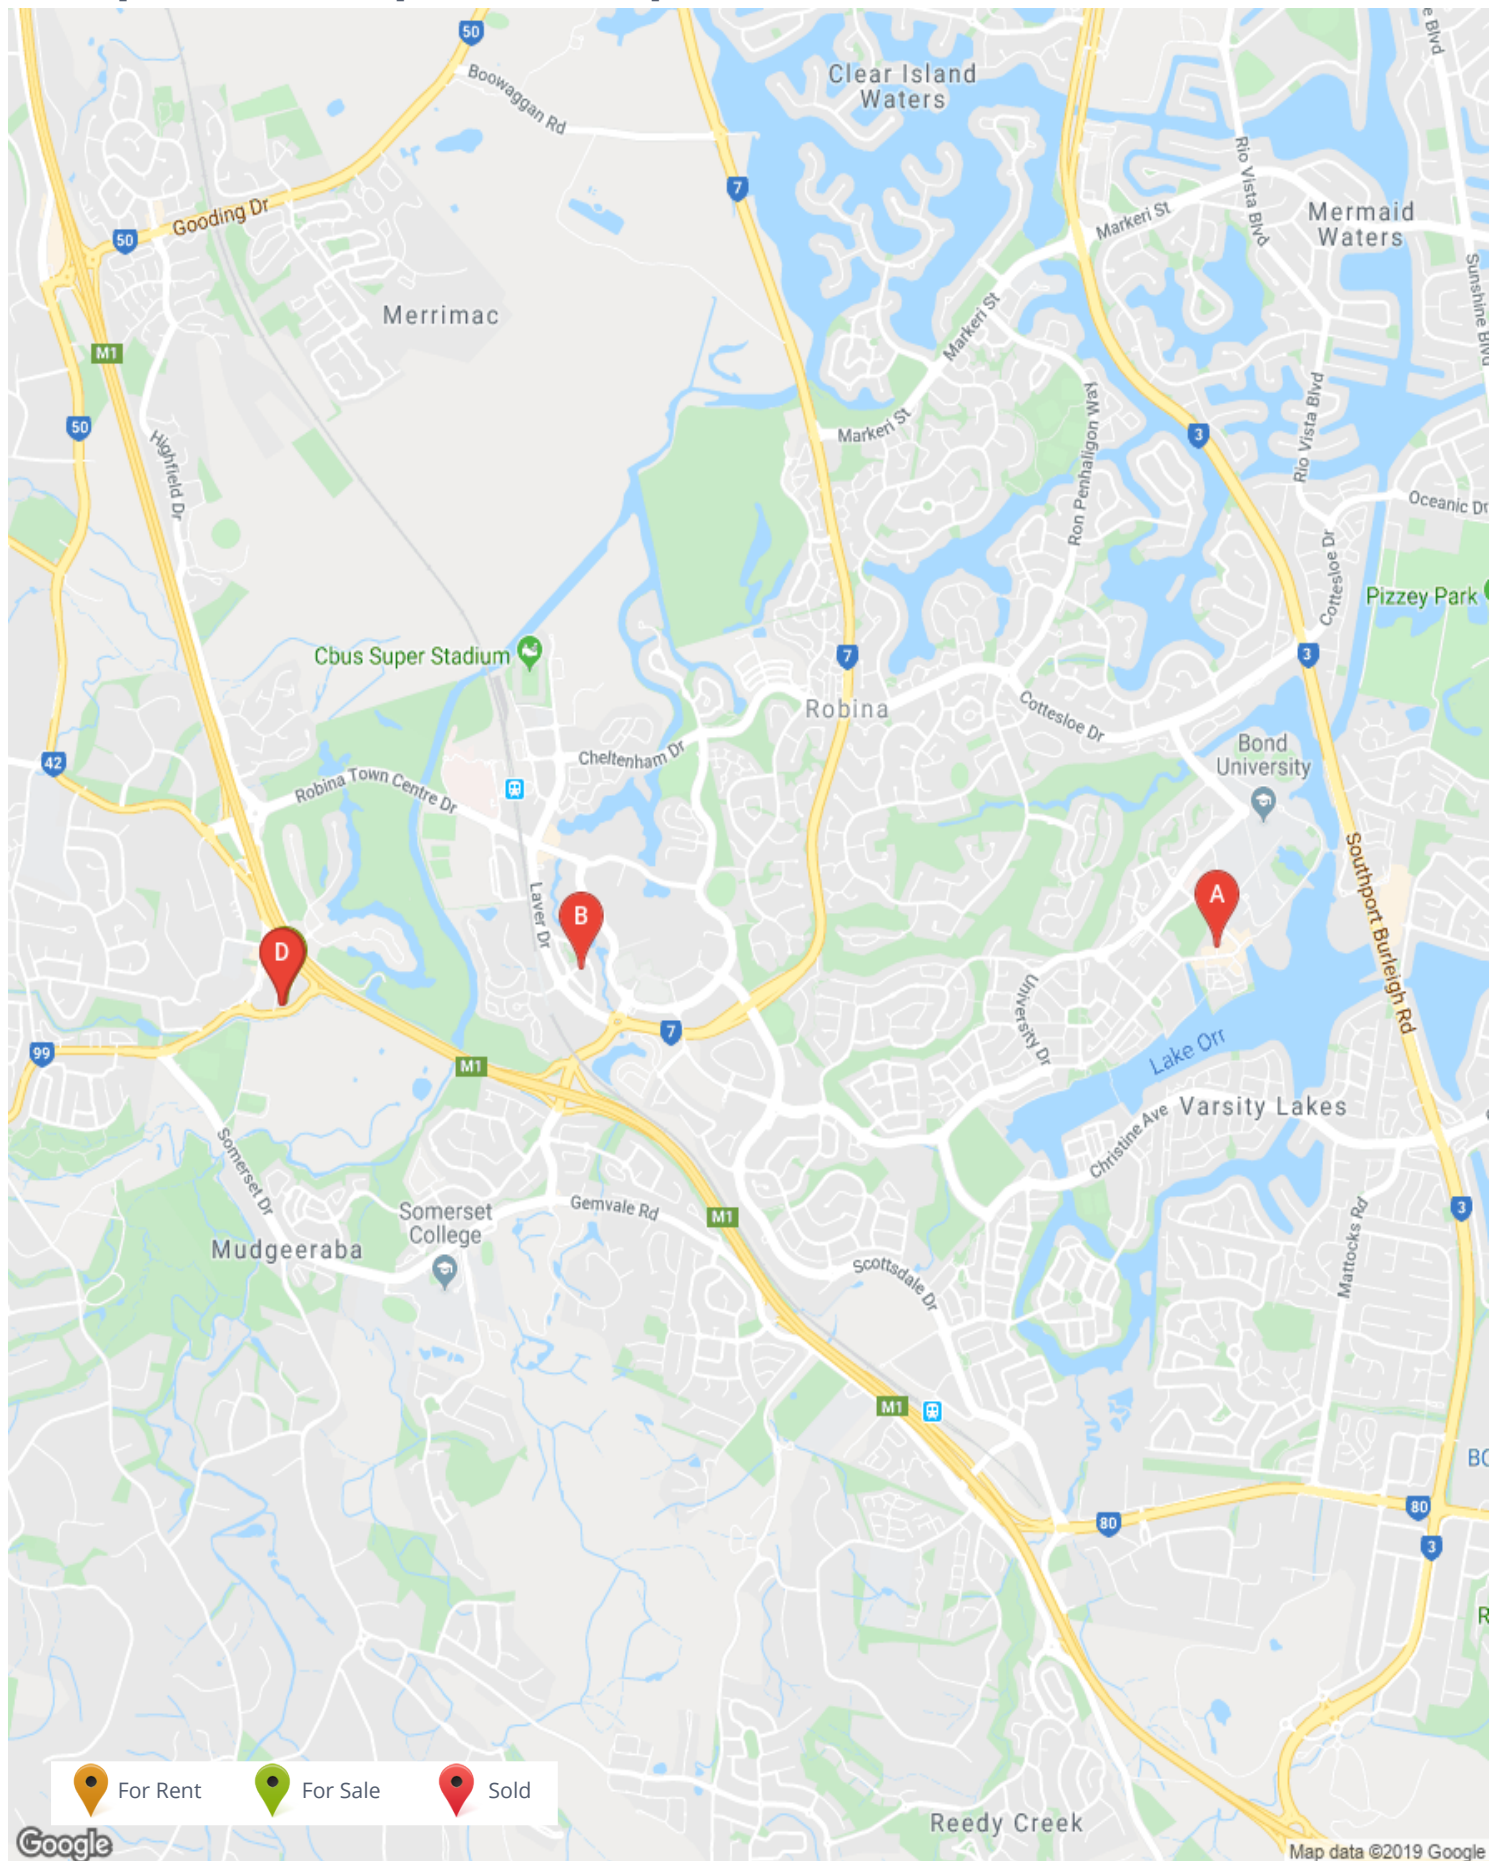 50
Boowaggan Rd
Clear Island
Waters
e Blvd
7
Rio Vista Blvd
Markeri St
Mermaid
Waters
Gooding Dr
50
Sunshine Blvd
Merrimac
Markeri St
M1
Ron Penhaligon Way
Rio Vista Blvd
50
Markeri St
3
Highfield Dr
Oceanic Dr
Cottesloe Dr
Pizzey Park
Cbus Super Stadium
7
3
Robina
Cottesloe Dr
Cheltenham Dr
Bond
University
42
Robina Town Centre Dr
Southport Burleigh Rd
Laver Dr
A
B
D
University Dr
7
Lake Orr
99
M1
Varsity Lakes
Christine Ave
Somerset Dr
Somerset
College
Gemvale Rd
M1
3
Mudgeeraba
Mattocks Rd
Scottsdale Dr
M1
BC
80
80
3
R
For Rent
For Sale
Sold
Reedy Creek
Google
Map data ©2019 Google